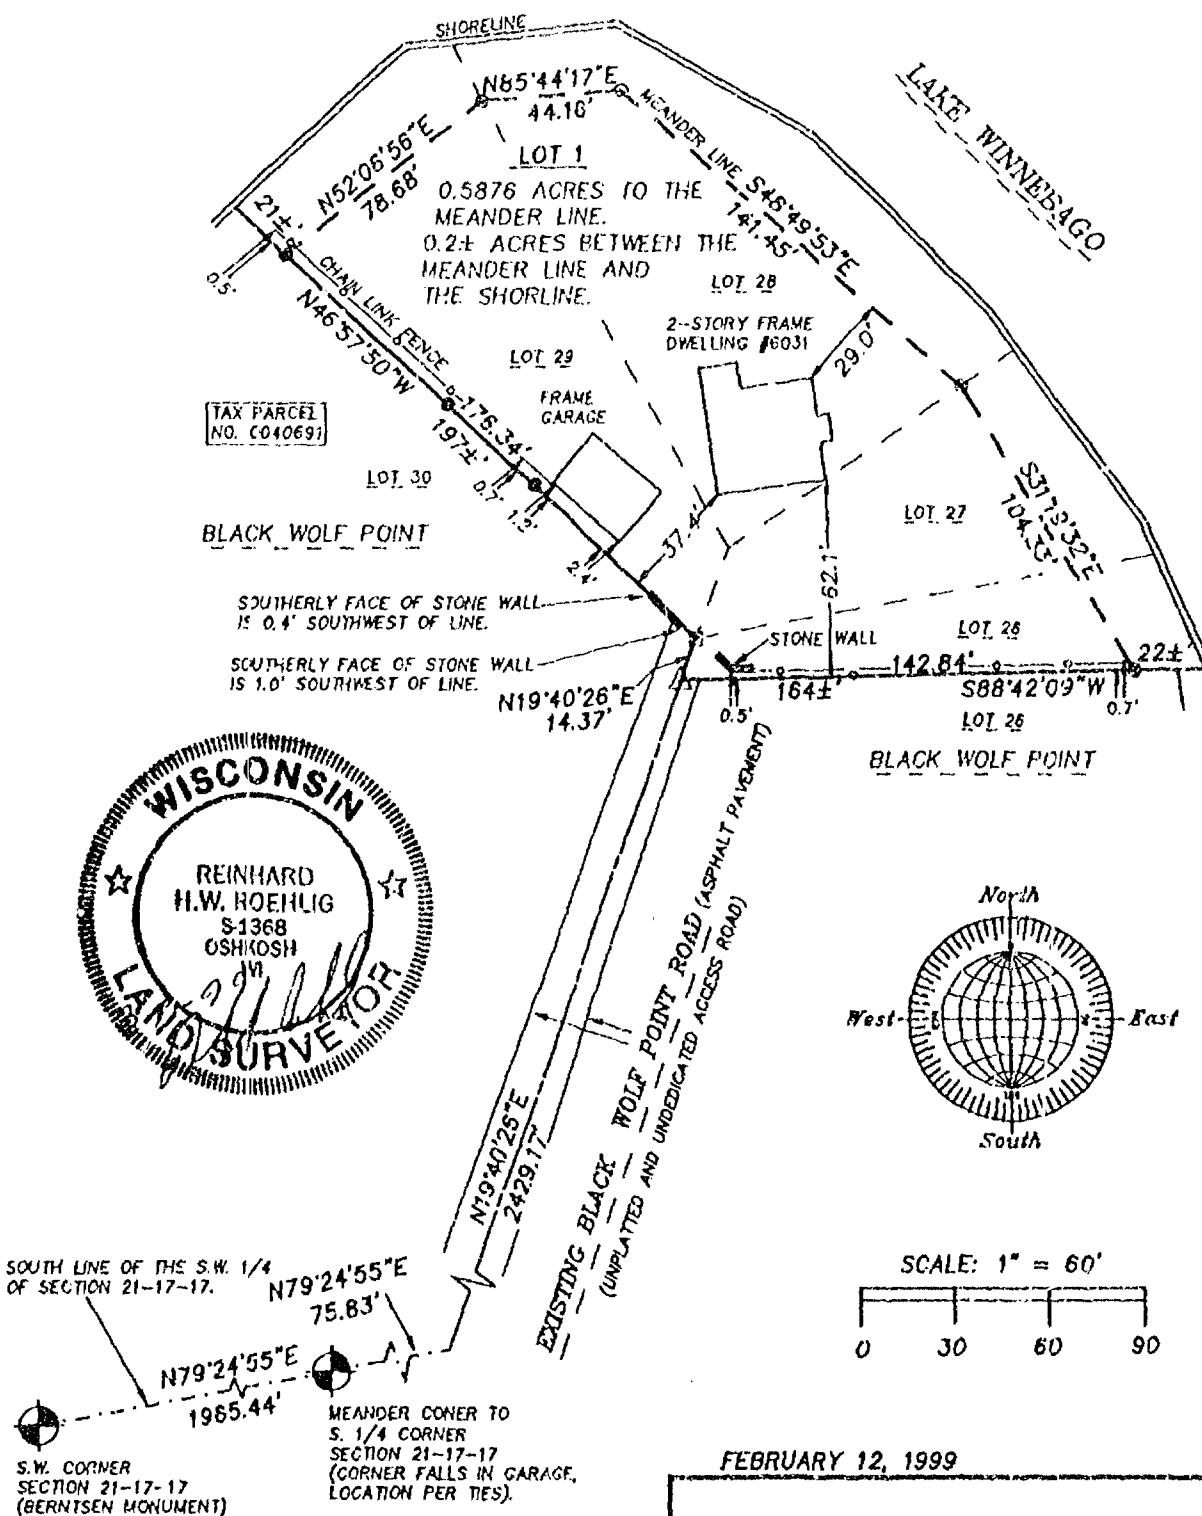 SHORELINE
LAKE WINNEBAGO
N85°44'17"E
44.18'
MEANDER LINE S48°49'53"E
141.45'
N52°06'56"E
78.68'
LOT 1
0.5876 ACRES TO THE
MEANDER LINE.
0.2± ACRES BETWEEN THE
MEANDER LINE AND
THE SHORLINE.
21±'
0.5'
CHAIN LINK FENCE
N46°57'50"W
176.34'
197±'
LOT 28
2-STORY FRAME
DWELLING #6031
29.0'
LOT 29
FRAME
GARAGE
TAX PARCEL
NO. C040691
LOT 30
0.7'
1.3'
2.4'
BLACK WOLF POINT
37.4'
62.1'
LOT 27
S31°19'32"E
104.33'
SOUTHERLY FACE OF STONE WALL
IS 0.4' SOUTHWEST OF LINE.
SOUTHERLY FACE OF STONE WALL
IS 1.0' SOUTHWEST OF LINE.
STONE WALL
LOT 26
142.84'
22±'
164±'
S88°42'09"W
N19°40'26"E
14.37'
0.5'
0.7'
LOT 26
BLACK WOLF POINT
WISCONSIN
REINHARD
H.W. ROEHLIG
S-1368
OSHKOSH
WI
LAND SURVEYOR
North
West
East
South
N19°40'25"E
2429.17'
EXISTING BLACK WOLF POINT ROAD (ASPHALT PAVEMENT)
(UNPLATTED AND UNDEDICATED ACCESS ROAD)
SOUTH LINE OF THE S.W. 1/4
OF SECTION 21-17-17.
N79°24'55"E
75.83'
N79°24'55"E
1965.44'
SCALE: 1" = 60'
0 30 60 90
S.W. CORNER
SECTION 21-17-17
(BERNTSEN MONUMENT)
MEANDER CONER TO
S. 1/4 CORNER
SECTION 21-17-17
(CORNER FALLS IN GARAGE,
LOCATION PER TIES).
FEBRUARY 12, 1999